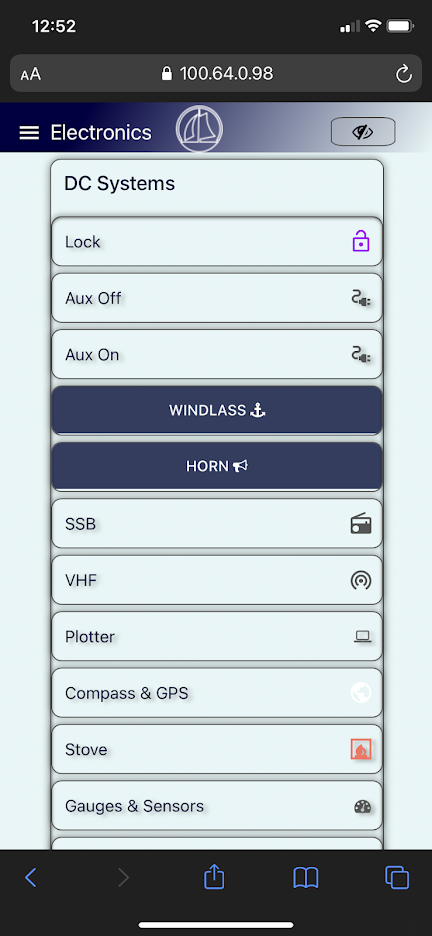 12:52
AA 100.64.0.98
Electronics
DC Systems
Lock
Aux Off
Aux On
WINDLASS
HORN
SSB
VHF
Plotter
Compass & GPS
Stove
Gauges & Sensors